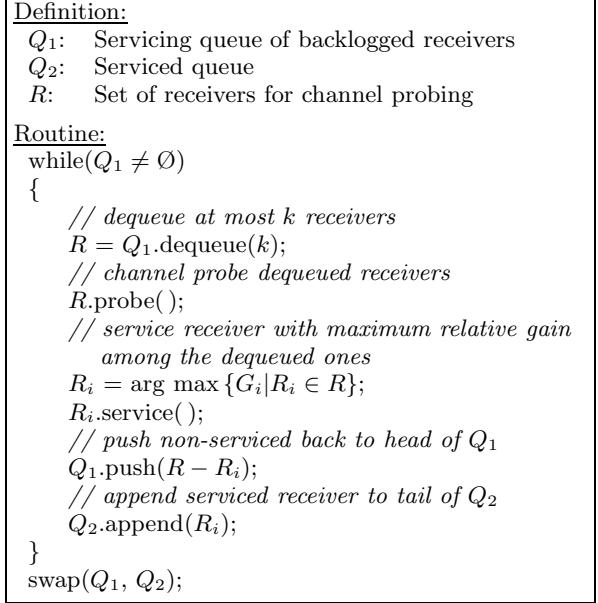 Definition:
Q₁: Servicing queue of backlogged receivers
Q₂: Serviced queue
R: Set of receivers for channel probing
Routine:
while(Q₁ ≠ Ø)
{
// dequeue at most k receivers
R = Q₁.dequeue(k);
// channel probe dequeued receivers
R.probe( );
// service receiver with maximum relative gain
among the dequeued ones
Rᵢ = arg max {Gᵢ|Rᵢ ∈ R};
Rᵢ.service( );
// push non-serviced back to head of Q₁
Q₁.push(R − Rᵢ);
// append serviced receiver to tail of Q₂
Q₂.append(Rᵢ);
}
swap(Q₁, Q₂);